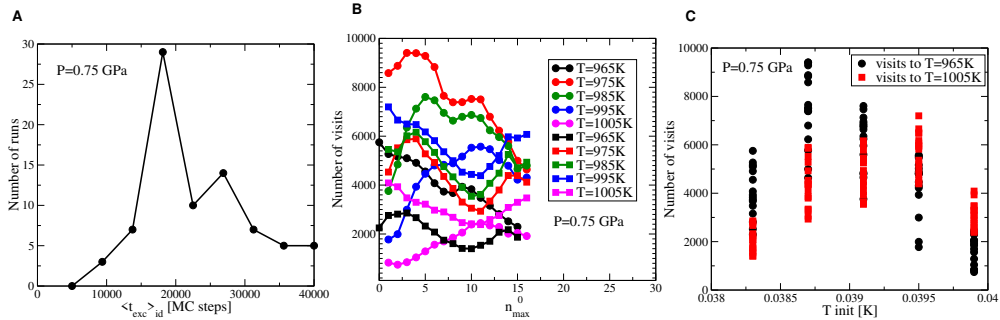 A
P=0.75 GPa
Number of runs
30
25
20
15
10
5
0
0 10000 20000 30000 40000
<t_exc>_id [MC steps]
B
Number of visits
10000
8000
6000
4000
2000
0 5 10 15 20 25 30
n_max^0
T=965K
T=975K
T=985K
T=995K
T=1005K
T=965K
T=975K
T=985K
T=995K
T=1005K
P=0.75 GPa
C
P=0.75 GPa
visits to T=965K
visits to T=1005K
Number of visits
10000
8000
6000
4000
2000
0
0.038 0.0385 0.039 0.0395 0.04
T init [K]